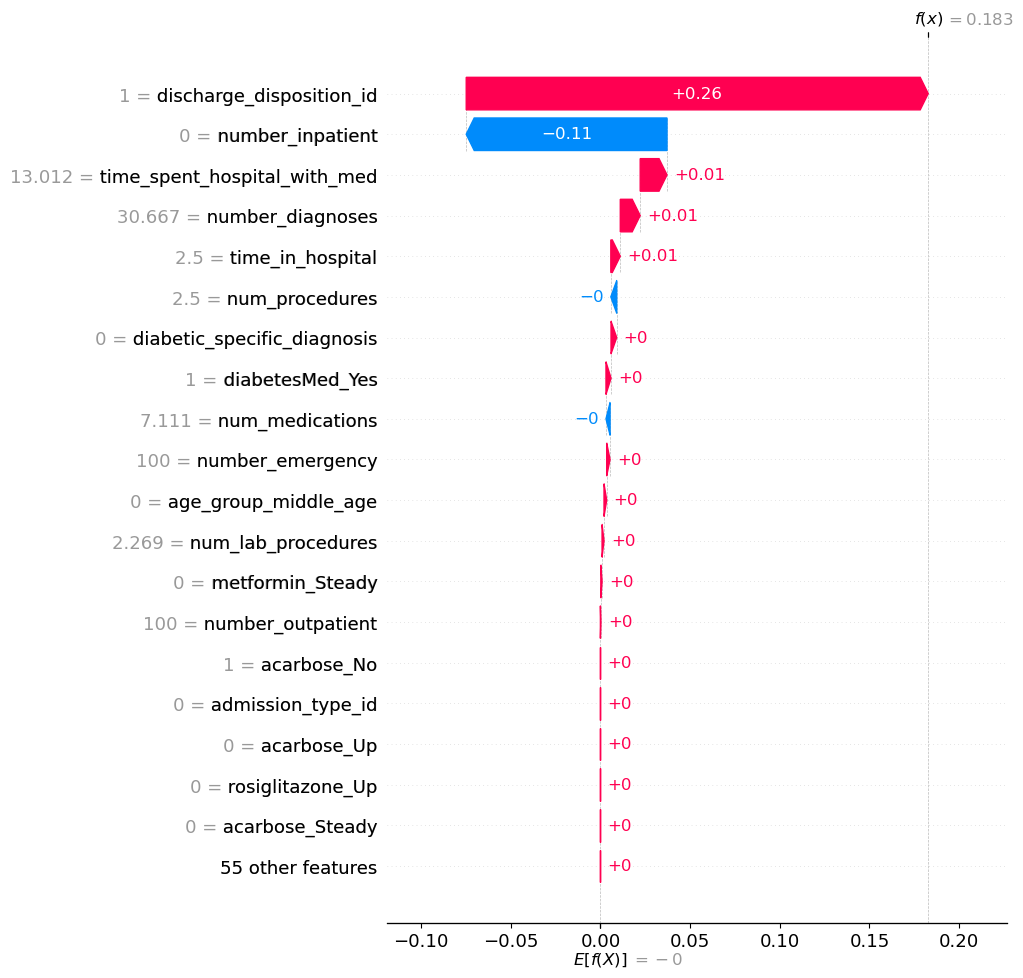 f(x) = 0.183
1 = discharge_disposition_id +0.26
0 = number_inpatient −0.11
13.012 = time_spent_hospital_with_med +0.01
30.667 = number_diagnoses +0.01
2.5 = time_in_hospital +0.01
2.5 = num_procedures −0
0 = diabetic_specific_diagnosis +0
1 = diabetesMed_Yes +0
7.111 = num_medications −0
100 = number_emergency +0
0 = age_group_middle_age +0
2.269 = num_lab_procedures +0
0 = metformin_Steady +0
100 = number_outpatient +0
1 = acarbose_No +0
0 = admission_type_id +0
0 = acarbose_Up +0
0 = rosiglitazone_Up +0
0 = acarbose_Steady +0
55 other features +0
−0.10 −0.05 0.00 0.05 0.10 0.15 0.20
E[f(X)] = −0